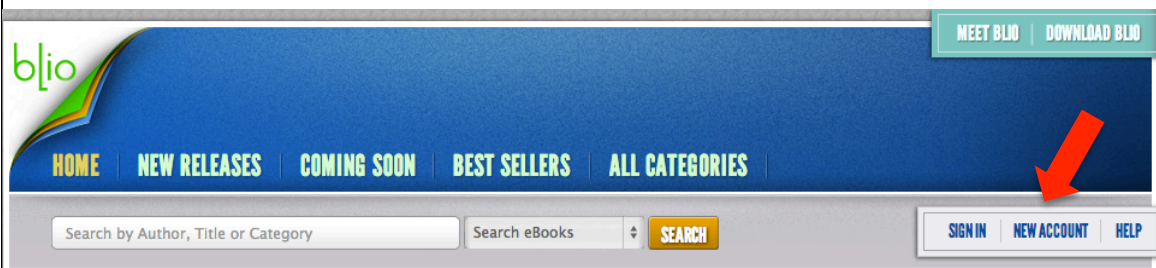 MEET BLIO | DOWNLOAD BLIO
blio
HOME | NEW RELEASES | COMING SOON | BEST SELLERS | ALL CATEGORIES
Search by Author, Title or Category Search eBooks SEARCH
SIGN IN | NEW ACCOUNT | HELP